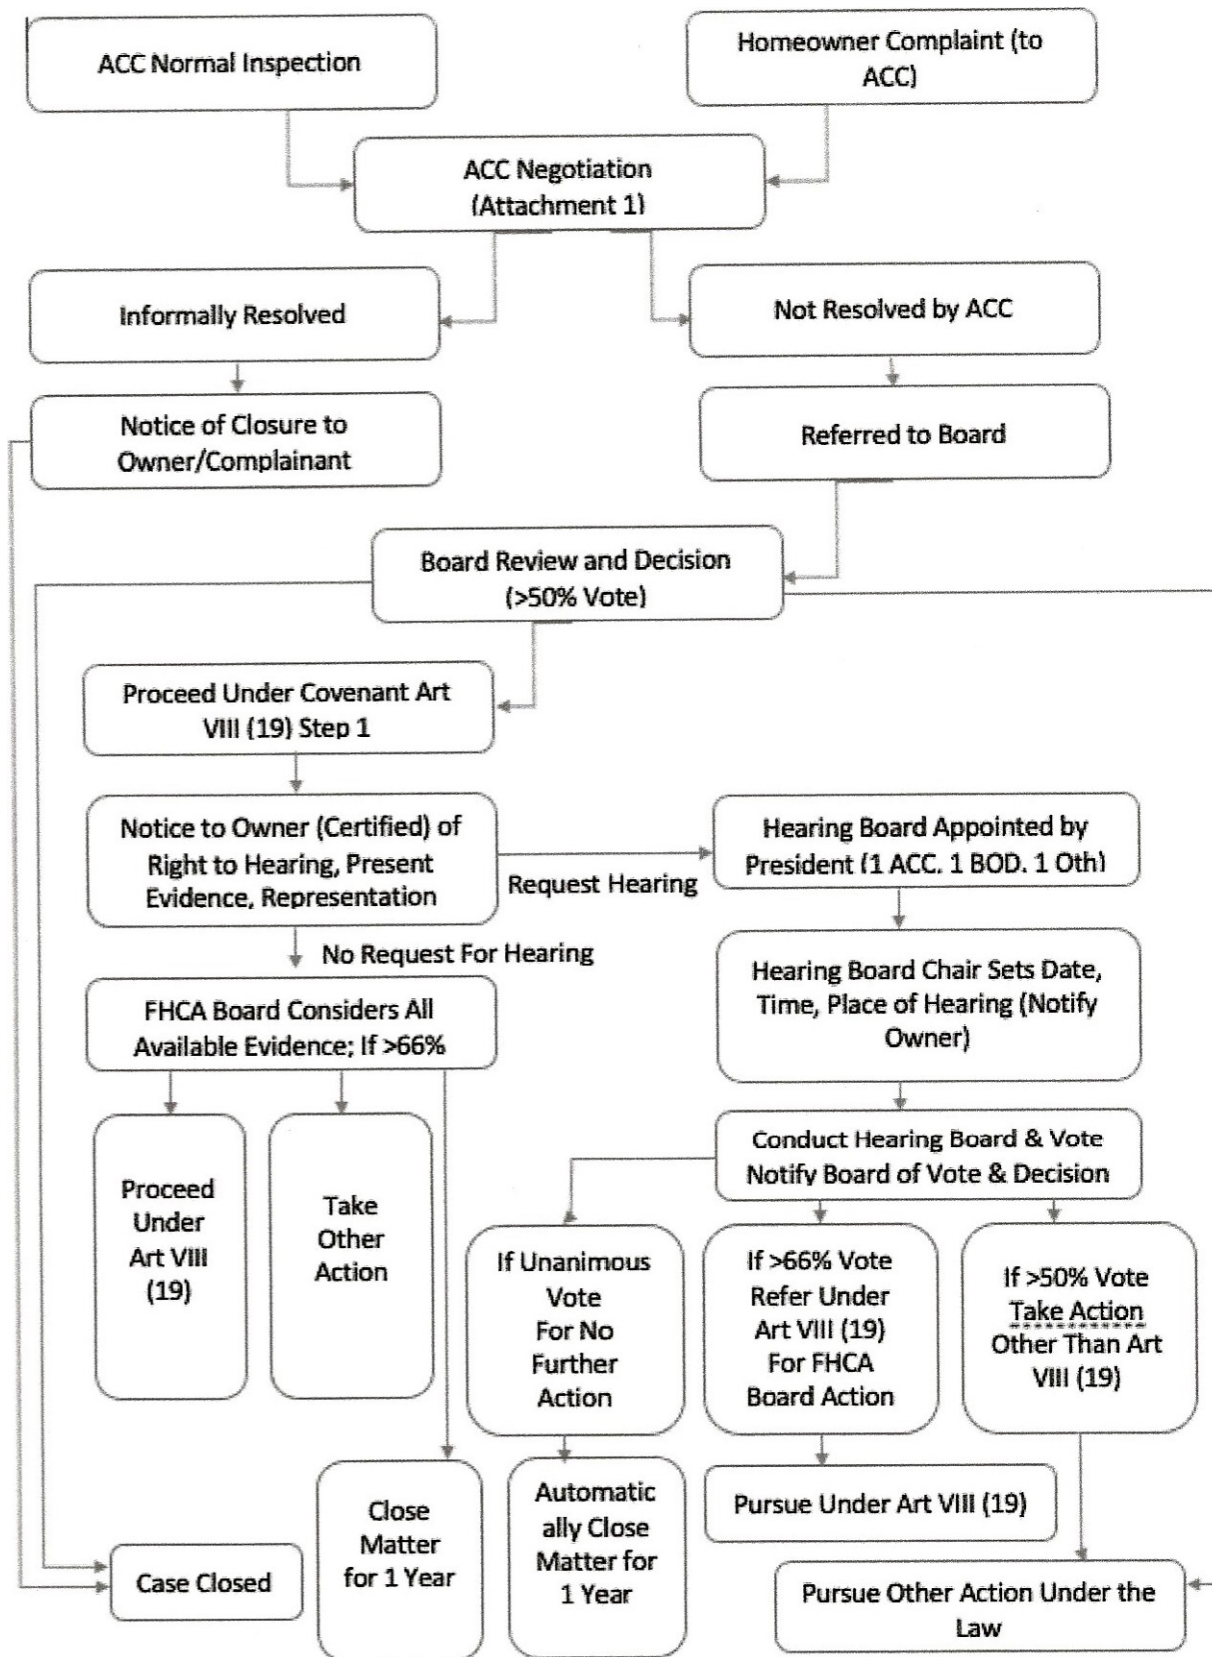 ACC Normal Inspection
Homeowner Complaint (to
ACC)
ACC Negotiation
(Attachment 1)
Informally Resolved
Not Resolved by ACC
Notice of Closure to
Owner/Complainant
Referred to Board
Board Review and Decision
(>50% Vote)
Proceed Under Covenant Art
VIII (19) Step 1
Notice to Owner (Certified) of
Right to Hearing, Present
Evidence, Representation
Request Hearing
Hearing Board Appointed by
President (1 ACC. 1 BOD. 1 Oth)
No Request For Hearing
Hearing Board Chair Sets Date,
Time, Place of Hearing (Notify
Owner)
FHCA Board Considers All
Available Evidence; If >66%
Conduct Hearing Board & Vote
Notify Board of Vote & Decision
Proceed
Under
Art VIII
(19)
Take
Other
Action
If Unanimous
Vote
For No
Further
Action
If >66% Vote
Refer Under
Art VIII (19)
For FHCA
Board Action
If >50% Vote
Take Action
Other Than Art
VIII (19)
Case Closed
Close
Matter
for 1 Year
Automatic
ally Close
Matter for
1 Year
Pursue Under Art VIII (19)
Pursue Other Action Under the
Law